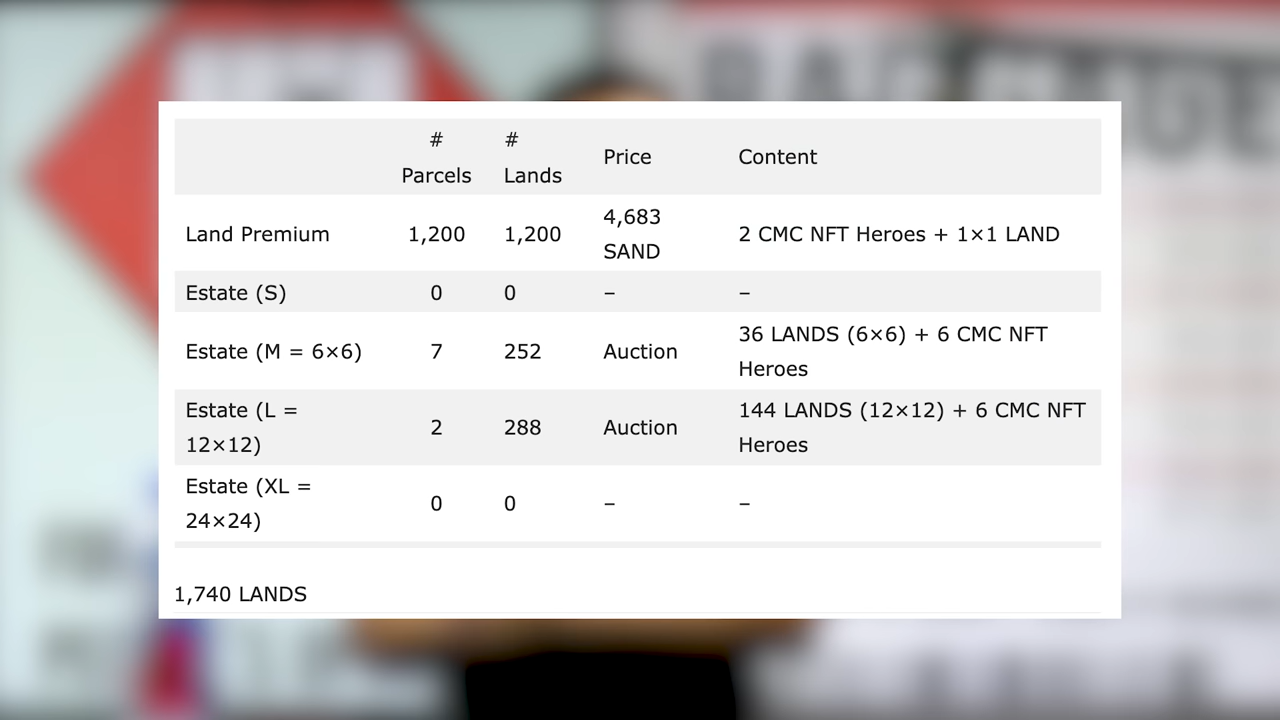 # Parcels # Lands Price Content
Land Premium 1,200 1,200 4,683 SAND 2 CMC NFT Heroes + 1×1 LAND
Estate (S) 0 0 – –
Estate (M = 6×6) 7 252 Auction 36 LANDS (6×6) + 6 CMC NFT Heroes
Estate (L = 12×12) 2 288 Auction 144 LANDS (12×12) + 6 CMC NFT Heroes
Estate (XL = 24×24) 0 0 – –
1,740 LANDS